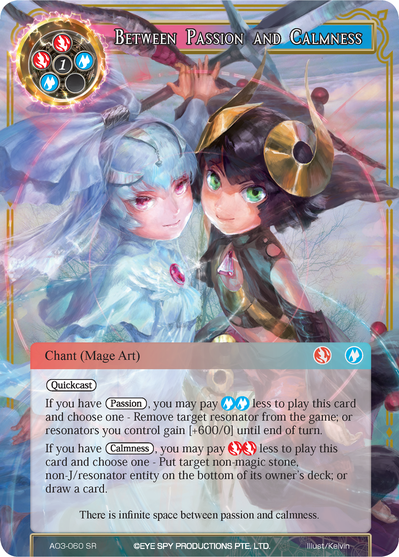 Between Passion and Calmness
1
Chant (Mage Art)
Quickcast
If you have Passion, you may pay less to play this card
and choose one - Remove target resonator from the game; or
resonators you control gain [+600/0] until end of turn.
If you have Calmness, you may pay less to play this
card and choose one - Put target non-magic stone,
non-J/resonator entity on the bottom of its owner's deck; or
draw a card.
There is infinite space between passion and calmness.
A03-060 SR
©EYE SPY PRODUCTIONS PTE. LTD.
Illust/Kelvin